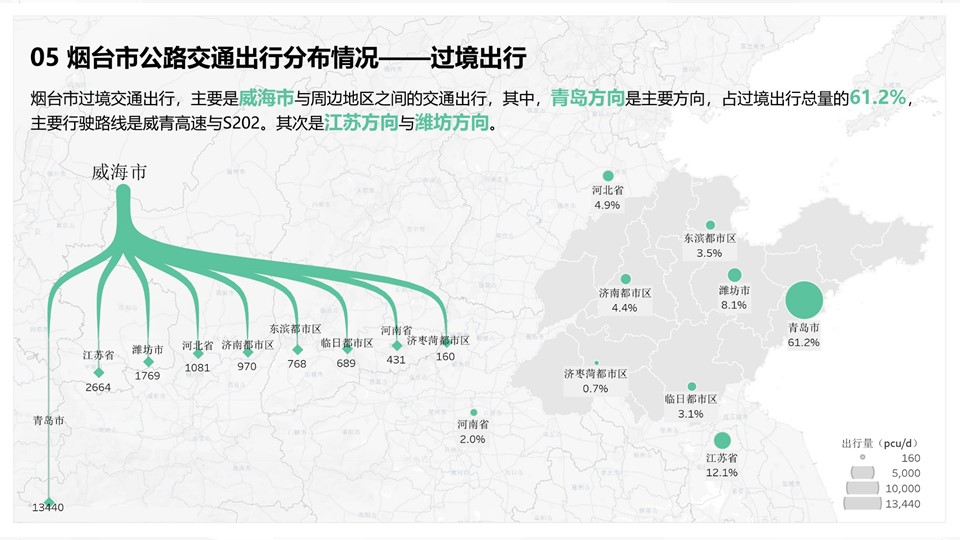 05 烟台市公路交通出行分布情况——过境出行
烟台市过境交通出行，主要是威海市与周边地区之间的交通出行，其中，青岛方向是主要方向，占过境出行总量的61.2%，
主要行驶路线是威青高速与S202。其次是江苏方向与潍坊方向。
威海市
青岛市
13440
江苏省
2664
潍坊市
1769
河北省
1081
济南都市区
970
东滨都市区
768
临日都市区
689
河南省
431
济枣菏都市区
160
河北省
4.9%
东滨都市区
3.5%
济南都市区
4.4%
潍坊市
8.1%
青岛市
61.2%
济枣菏都市区
0.7%
临日都市区
3.1%
河南省
2.0%
江苏省
12.1%
出行量（pcu/d）
160
5,000
10,000
13,440